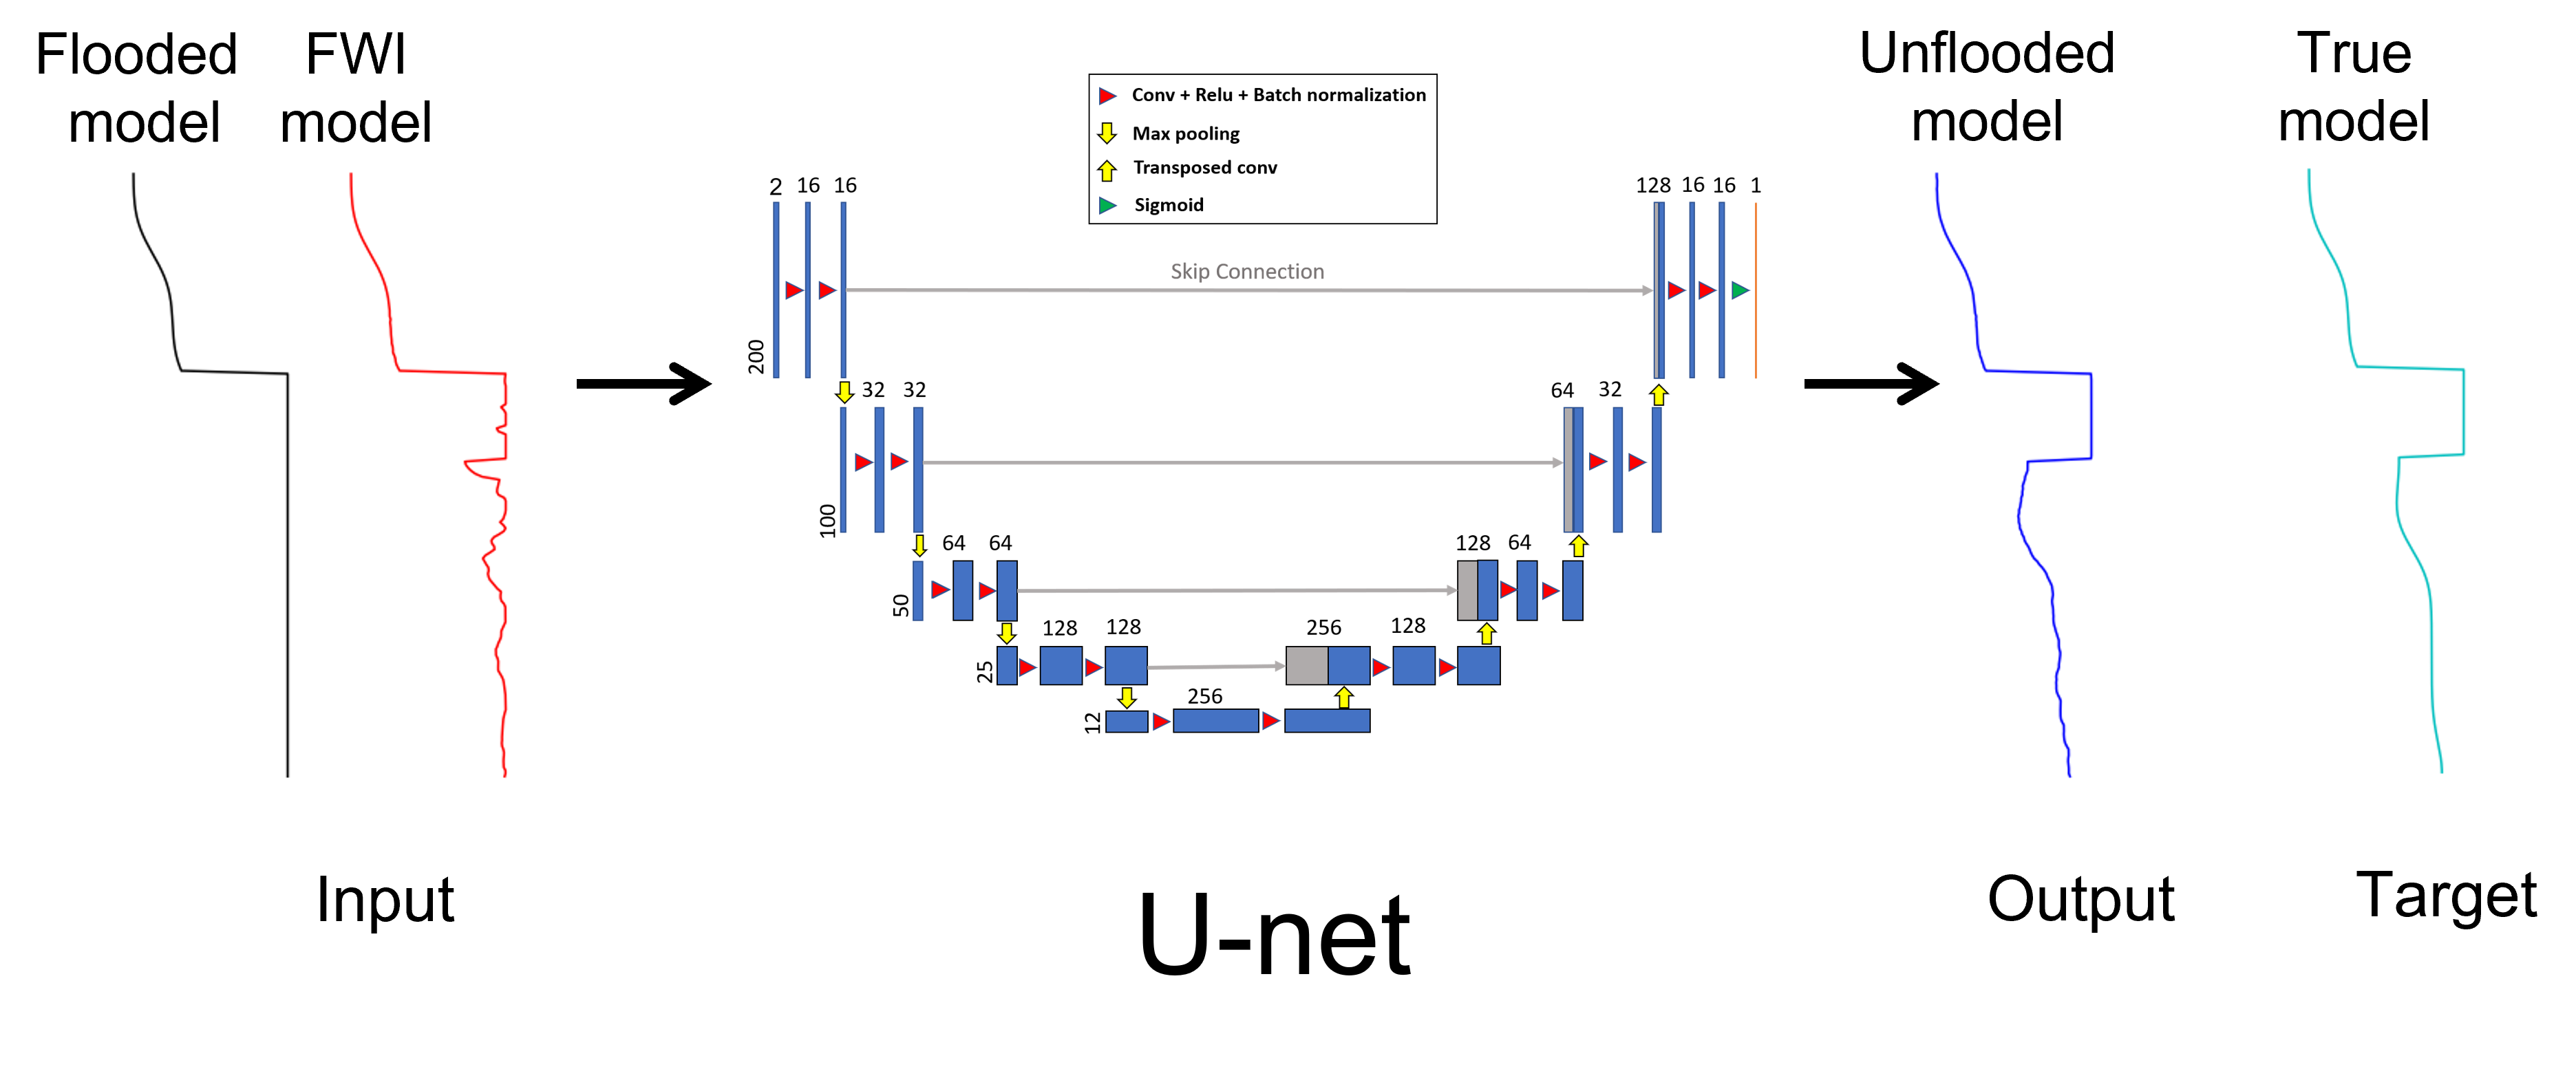 Flooded model
FWI model
Unflooded model
True model
Conv + Relu + Batch normalization
Max pooling
Transposed conv
Sigmoid
2 16 16
128 16 16 1
Skip Connection
200
32 32
64 32
100
64 64
128 64
50
128 128
256 128
25
256
12
Input
U-net
Output
Target